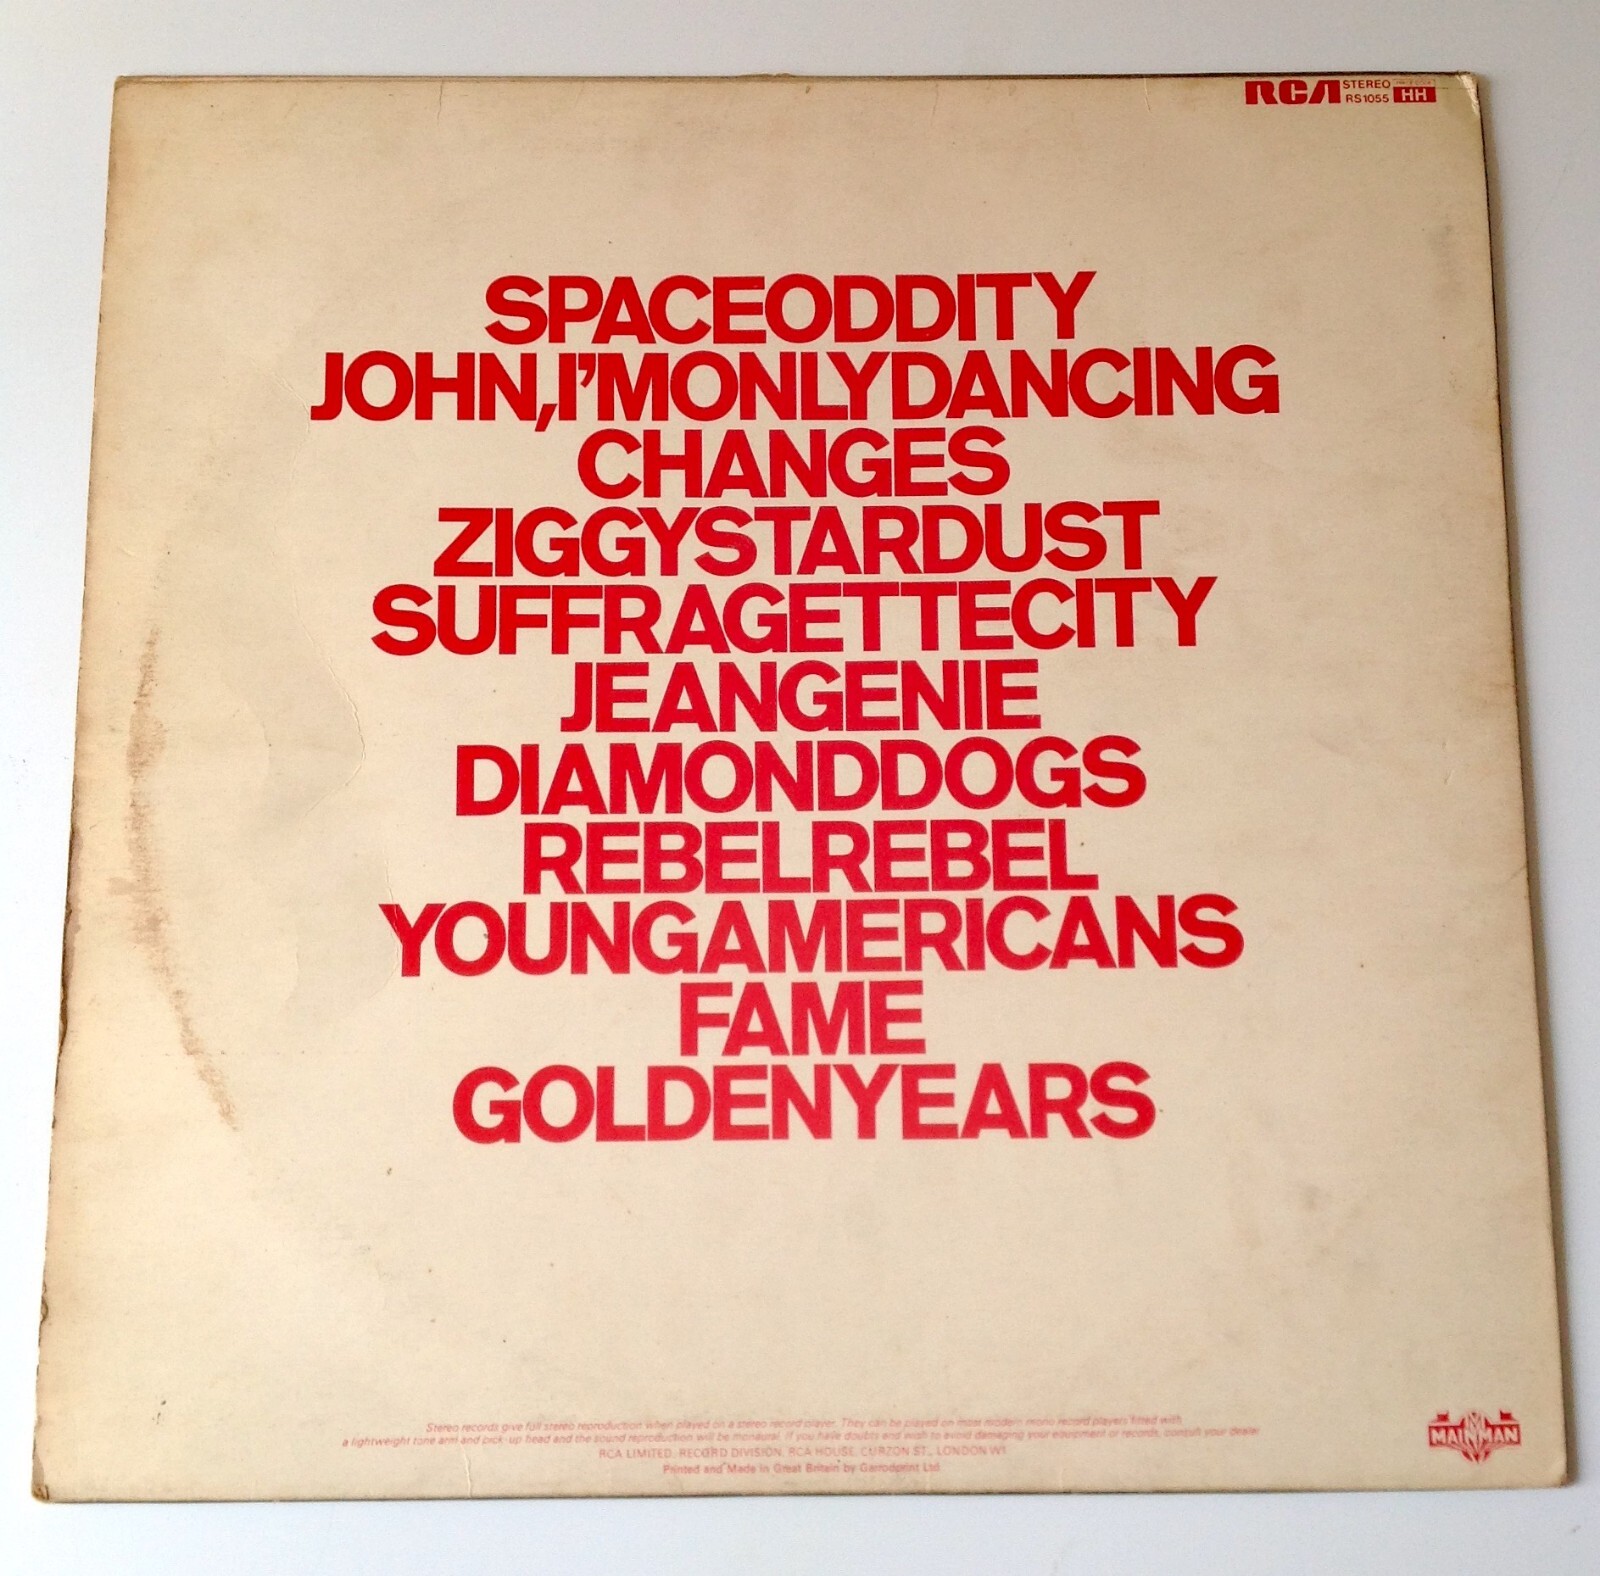 RCA STEREO
RS1055 HH
SPACEODDITY
JOHN,I'MONLYDANCING
CHANGES
ZIGGYSTARDUST
SUFFRAGETTECITY
JEANGENIE
DIAMONDDOGS
REBELREBEL
YOUNGAMERICANS
FAME
GOLDENYEARS
Stereo records give full stereo reproduction when played on a stereo record player. They can be played on most modern mono record players fitted with
a lightweight tone arm and pick-up head and the sound reproduction will be monaural. If you have doubts and wish to avoid damaging your equipment or records, consult your dealer
RCA LIMITED, RECORD DIVISION, RCA HOUSE, CURZON ST., LONDON W1
Printed and Made in Great Britain by Garrodprint Ltd
MAINMAN